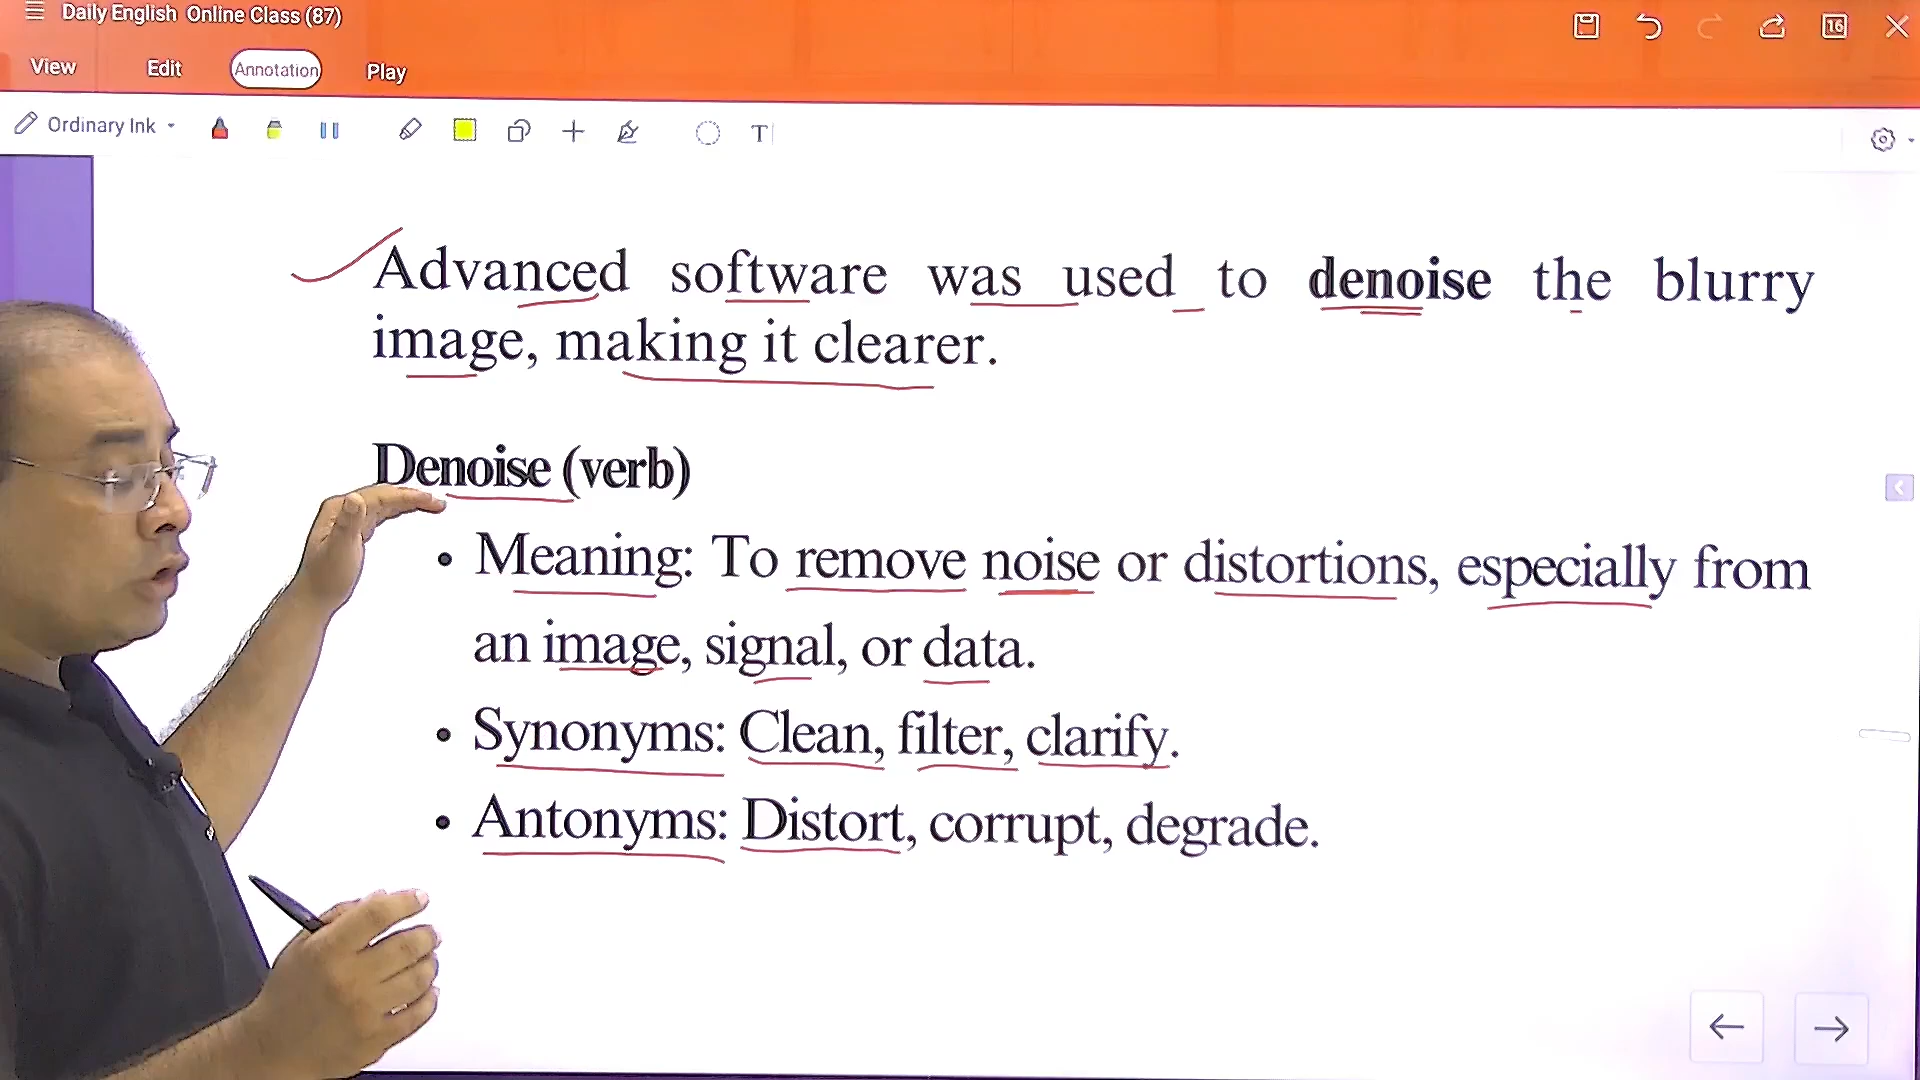 Daily English Online Class (87)
16
View Edit Annotation Play
Ordinary Ink T
Advanced software was used to denoise the blurry
image, making it clearer.
Denoise (verb)
• Meaning: To remove noise or distortions, especially from
an image, signal, or data.
• Synonyms: Clean, filter, clarify.
• Antonyms: Distort, corrupt, degrade.